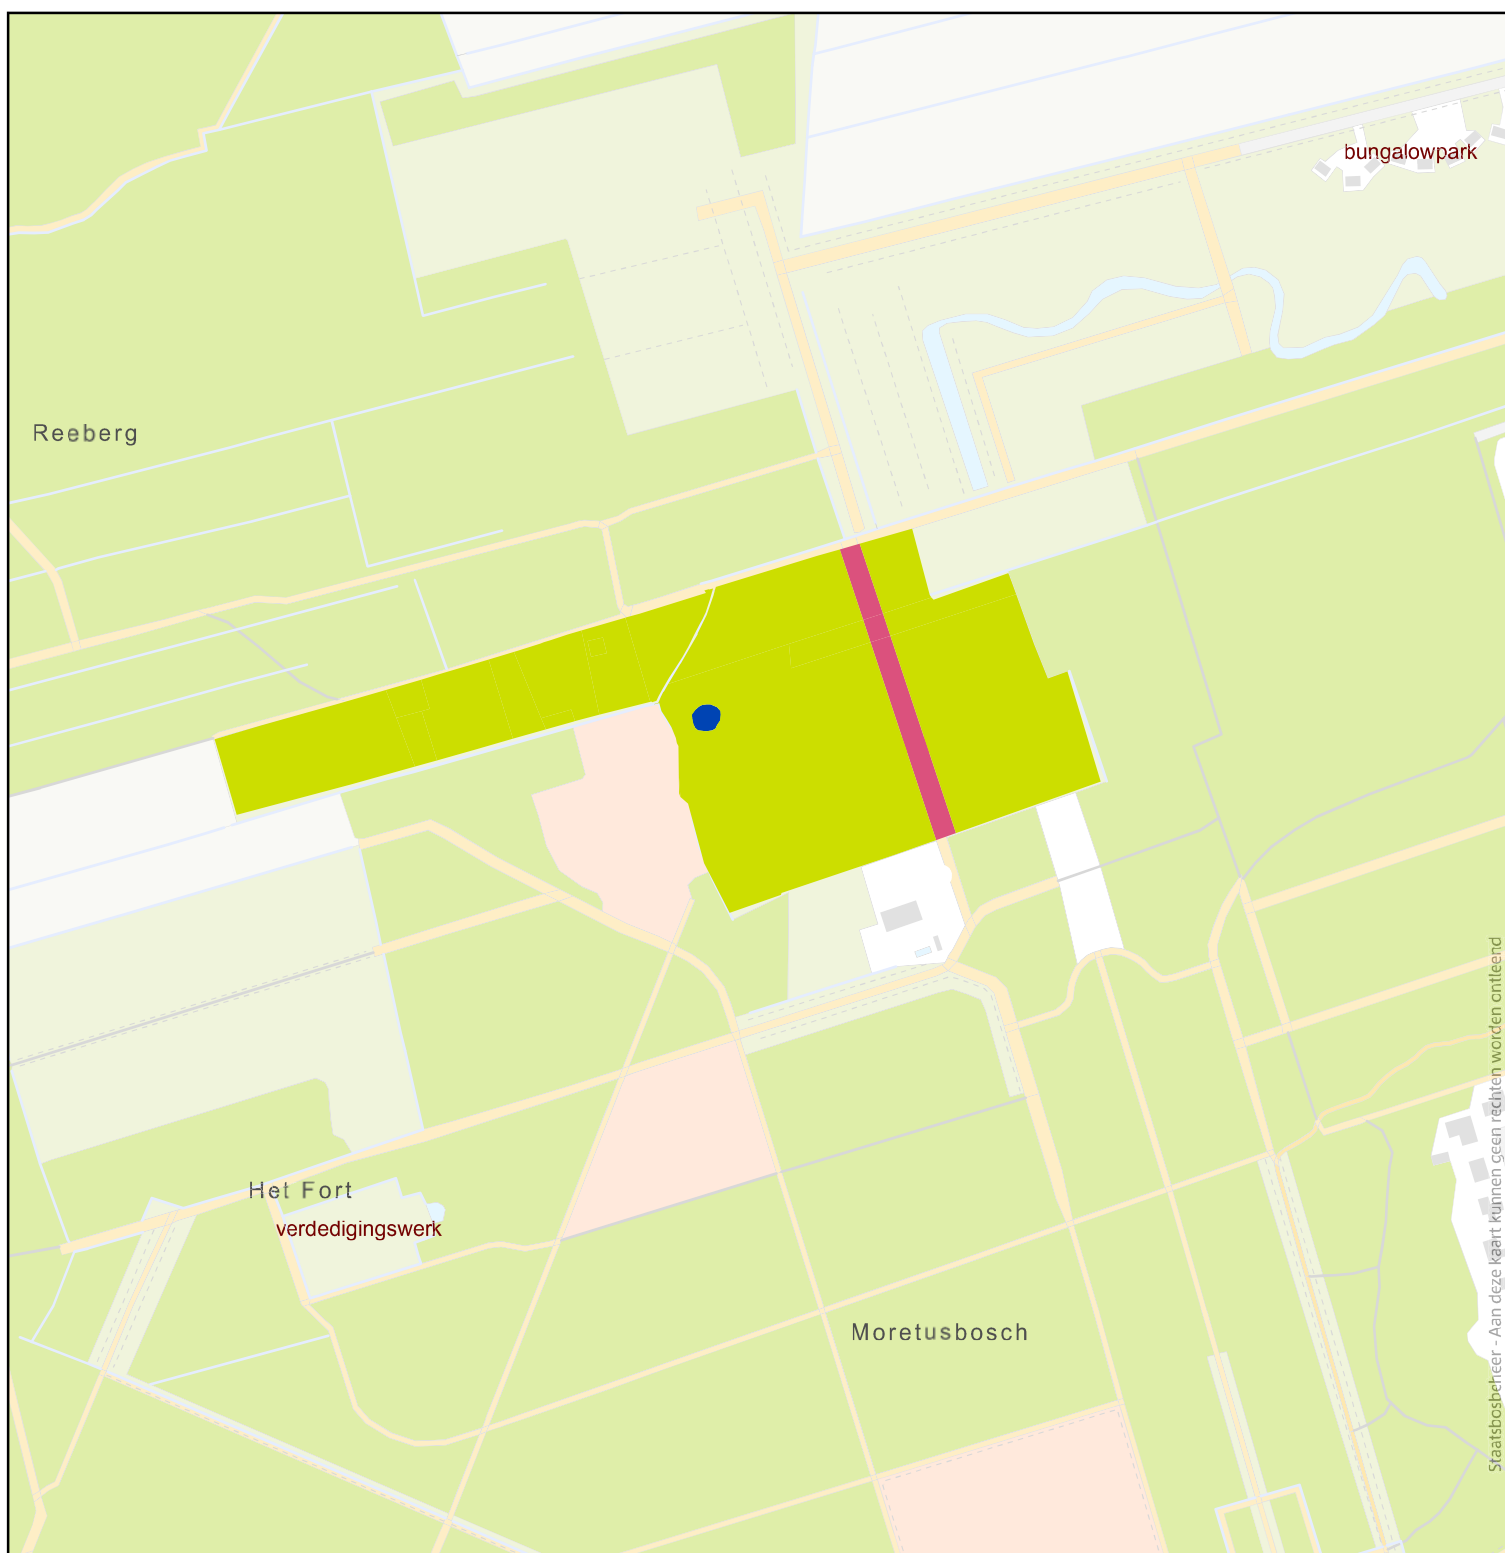 bungalowpark
Reeberg
Het Fort
verdedigingswerk
Moretusbosch
Staatsbosbeheer - Aan deze kaart kunnen geen rechten worden ontleend